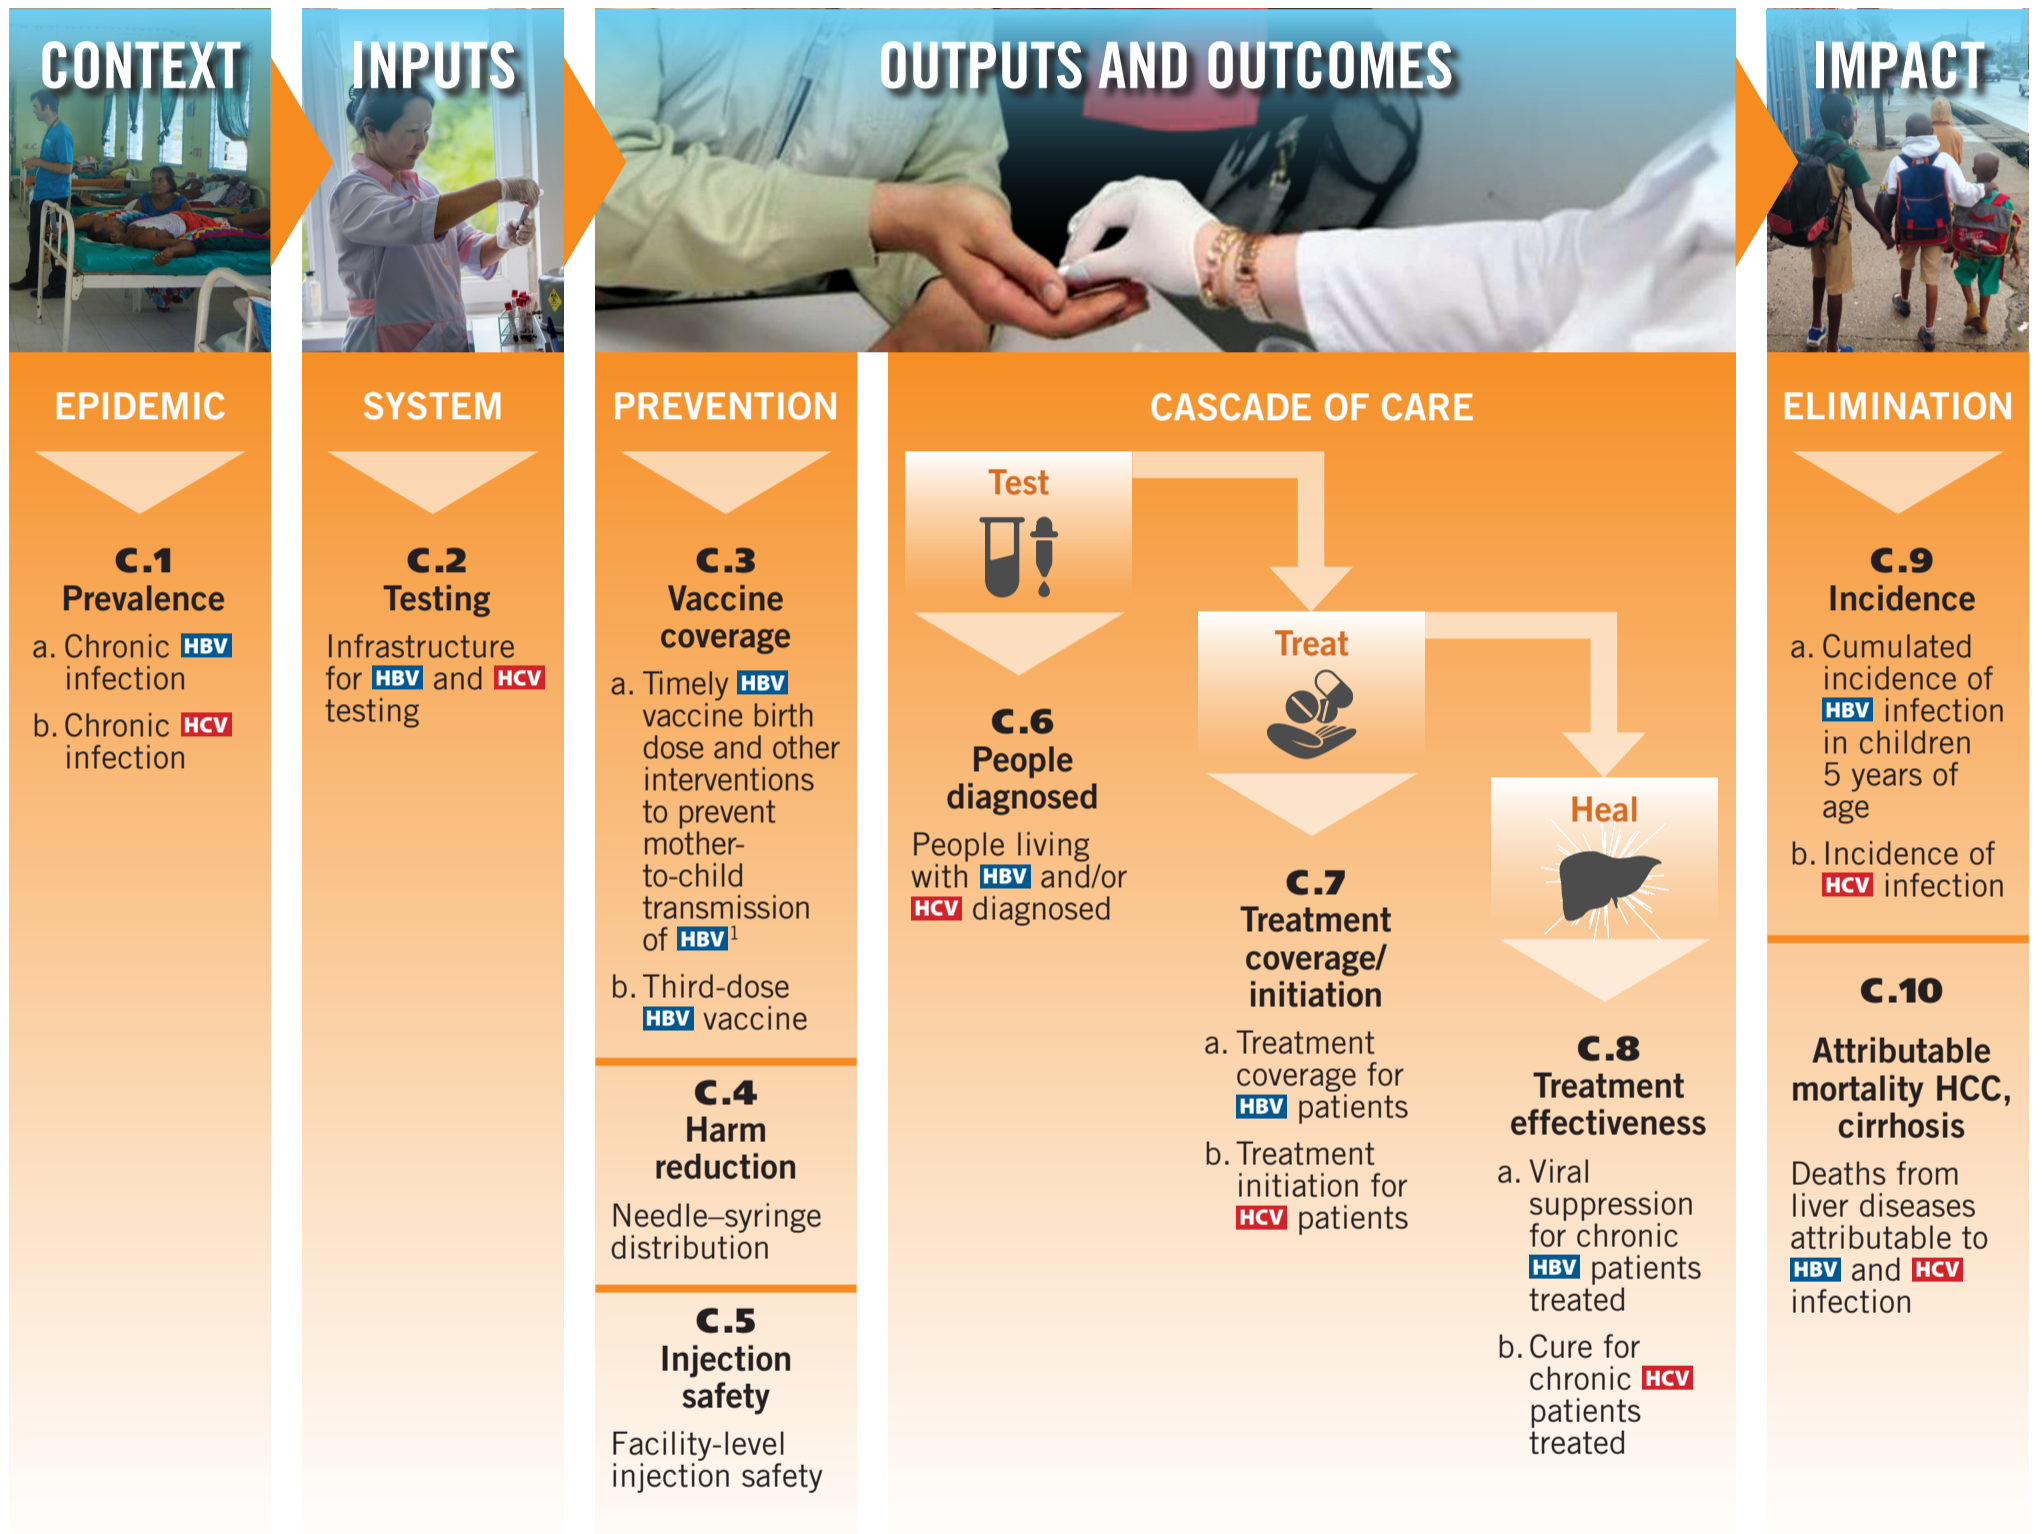 CONTEXT
INPUTS
OUTPUTS AND OUTCOMES
IMPACT
EPIDEMIC
C.1
Prevalence
a. Chronic HBV
infection
b. Chronic HCV
infection
SYSTEM
C.2
Testing
Infrastructure
for HBV and HCV
testing
PREVENTION
C.3
Vaccine
coverage
a. Timely HBV
vaccine birth
dose and other
interventions
to prevent
mother-
to-child
transmission
of HBV1
b. Third-dose
HBV vaccine
C.4
Harm
reduction
Needle–syringe
distribution
C.5
Injection
safety
Facility-level
injection safety
CASCADE OF CARE
Test
C.6
People
diagnosed
People living
with HBV and/or
HCV diagnosed
Treat
C.7
Treatment
coverage/
initiation
a. Treatment
coverage for
HBV patients
b. Treatment
initiation for
HCV patients
Heal
C.8
Treatment
effectiveness
a. Viral
suppression
for chronic
HBV patients
treated
b. Cure for
chronic HCV
patients
treated
ELIMINATION
C.9
Incidence
a. Cumulated
incidence of
HBV infection
in children
5 years of
age
b. Incidence of
HCV infection
C.10
Attributable
mortality HCC,
cirrhosis
Deaths from
liver diseases
attributable to
HBV and HCV
infection